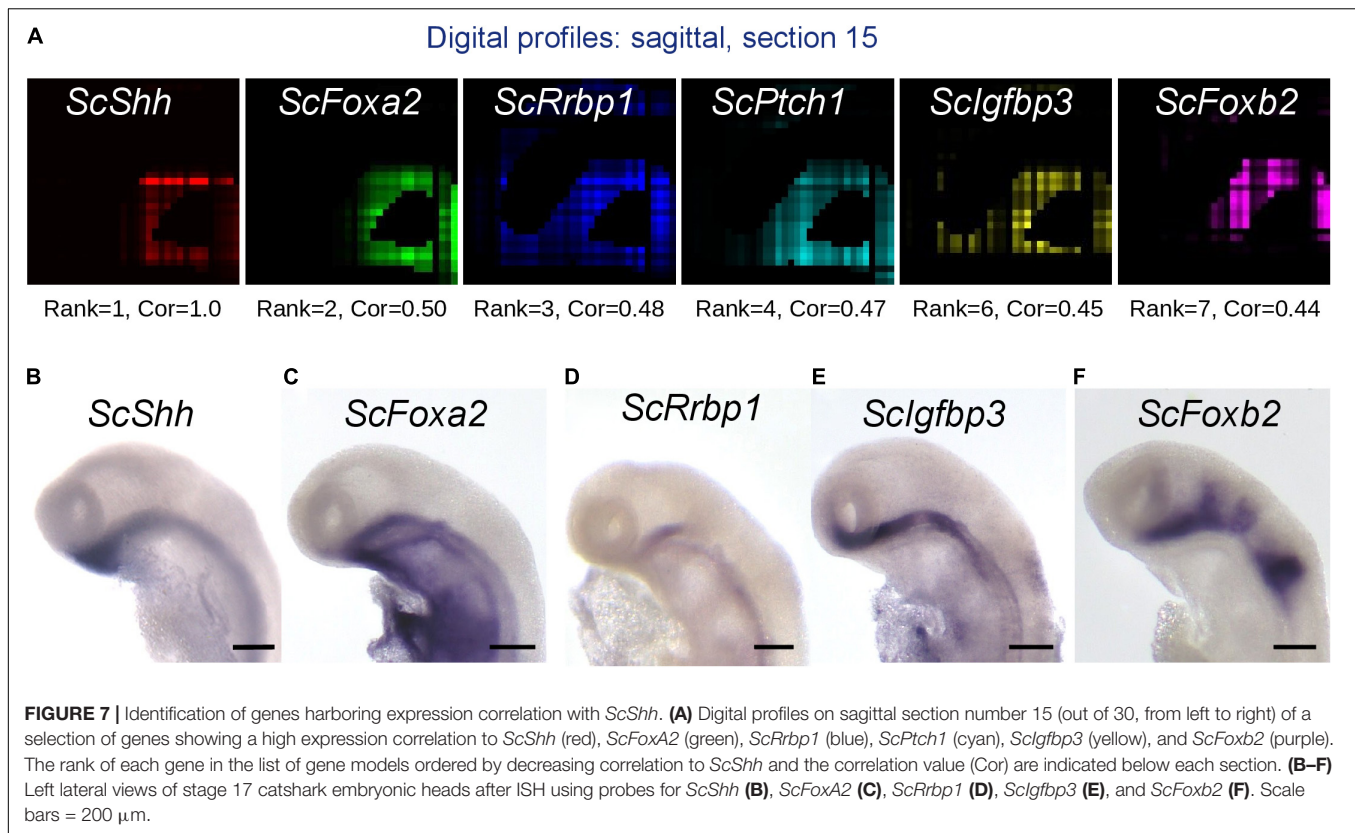 A
Digital profiles: sagittal, section 15
ScShh ScFoxa2 ScRrbp1 ScPtch1 ScIgfbp3 ScFoxb2
Rank=1, Cor=1.0 Rank=2, Cor=0.50 Rank=3, Cor=0.48 Rank=4, Cor=0.47 Rank=6, Cor=0.45 Rank=7, Cor=0.44
B C D E F
ScShh ScFoxa2 ScRrbp1 ScIgfbp3 ScFoxb2
FIGURE 7 | Identification of genes harboring expression correlation with ScShh. (A) Digital profiles on sagittal section number 15 (out of 30, from left to right) of a
selection of genes showing a high expression correlation to ScShh (red), ScFoxA2 (green), ScRrbp1 (blue), ScPtch1 (cyan), ScIgfbp3 (yellow), and ScFoxb2 (purple).
The rank of each gene in the list of gene models ordered by decreasing correlation to ScShh and the correlation value (Cor) are indicated below each section. (B–F)
Left lateral views of stage 17 catshark embryonic heads after ISH using probes for ScShh (B), ScFoxA2 (C), ScRrbp1 (D), ScIgfbp3 (E), and ScFoxb2 (F). Scale
bars = 200 μm.